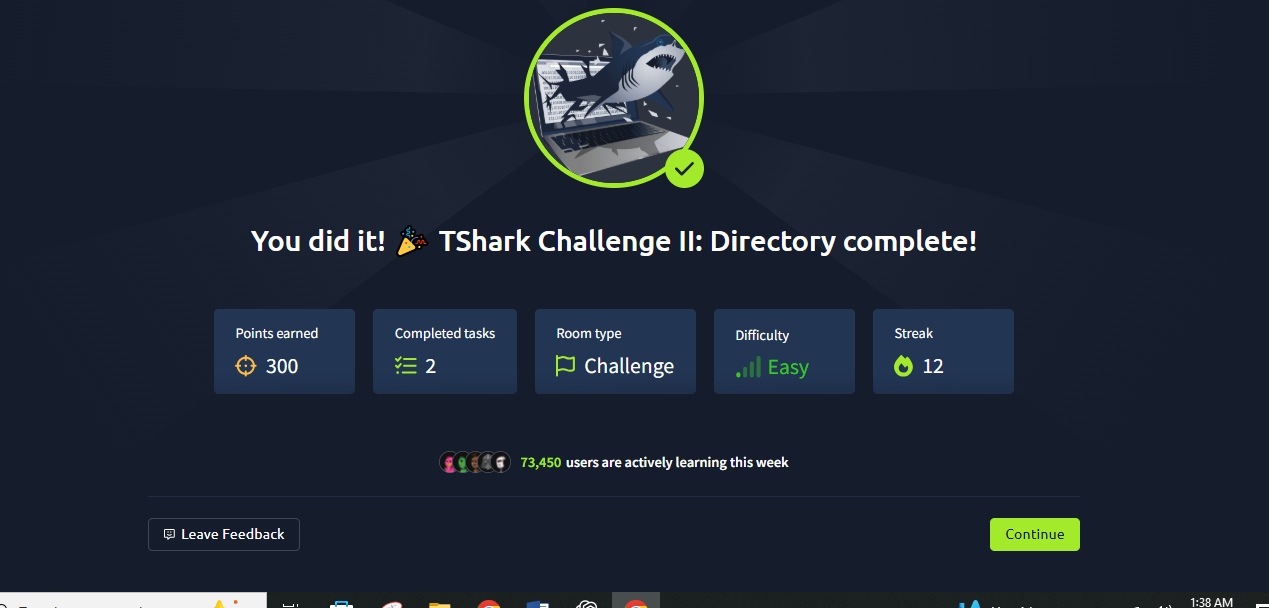 You did it! TShark Challenge II: Directory complete!
Points earned
300
Completed tasks
2
Room type
Challenge
Difficulty
Easy
Streak
12
73,450 users are actively learning this week
Leave Feedback
Continue
1:38 AM